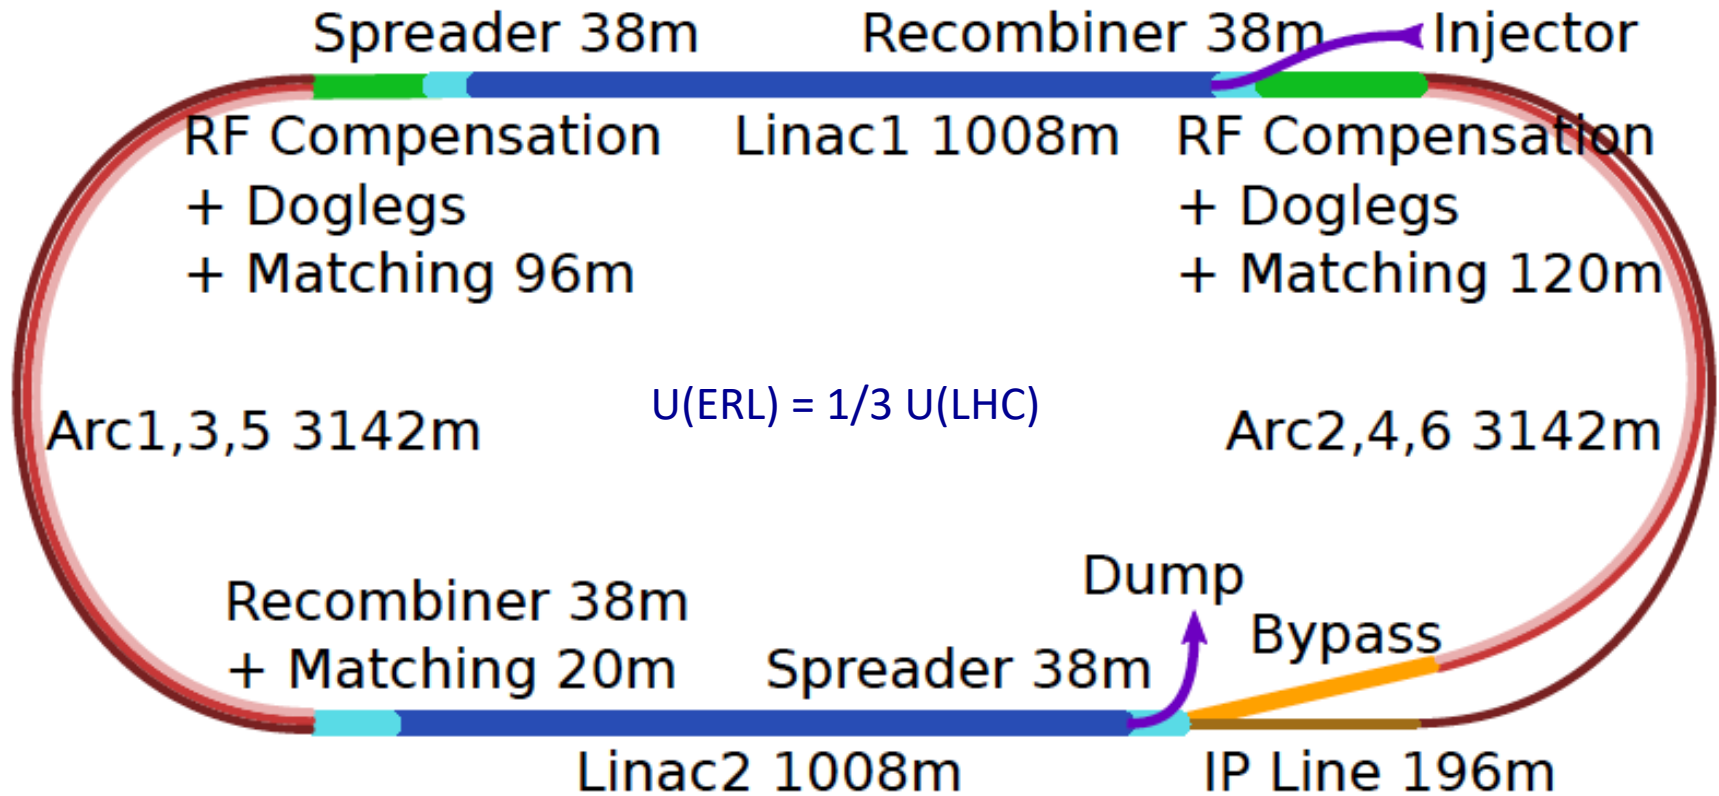 Spreader 38m
Recombiner 38m
Injector
RF Compensation
+ Doglegs
+ Matching 96m
Linac1 1008m
RF Compensation
+ Doglegs
+ Matching 120m
U(ERL) = 1/3 U(LHC)
Arc1,3,5 3142m
Arc2,4,6 3142m
Recombiner 38m
+ Matching 20m
Spreader 38m
Dump
Bypass
Linac2 1008m
IP Line 196m